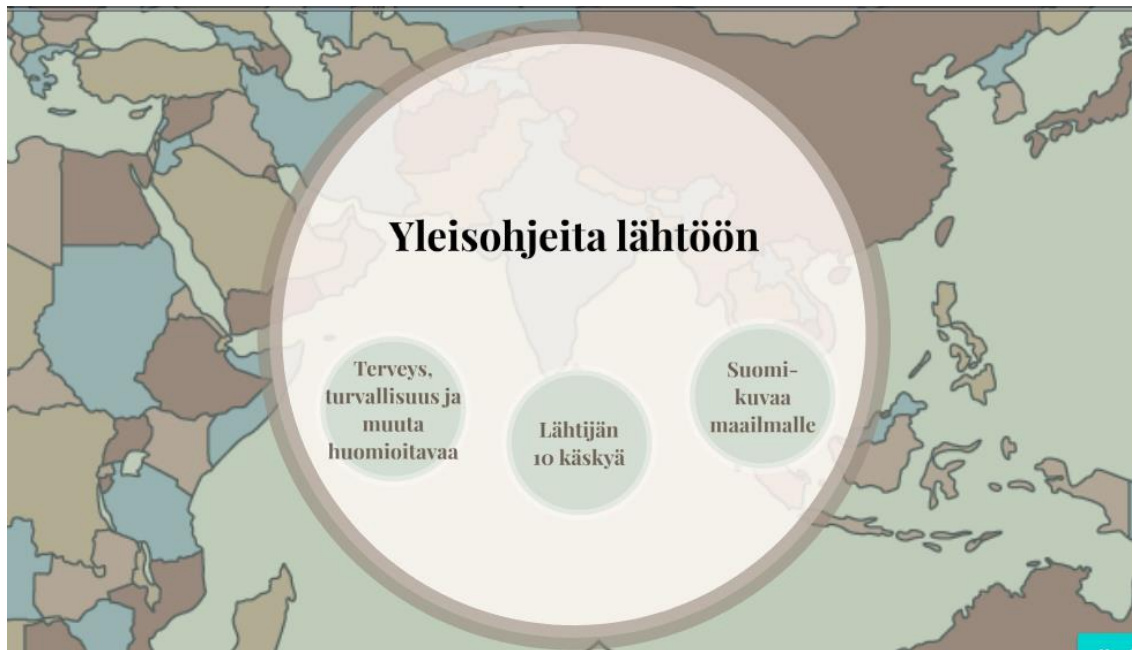 Yleisohjeita lähtöön
Terveys,
turvallisuus ja
muuta
huomioitavaa
Lähtijän
10 käskyä
Suomi-
kuvaa
maailmalle